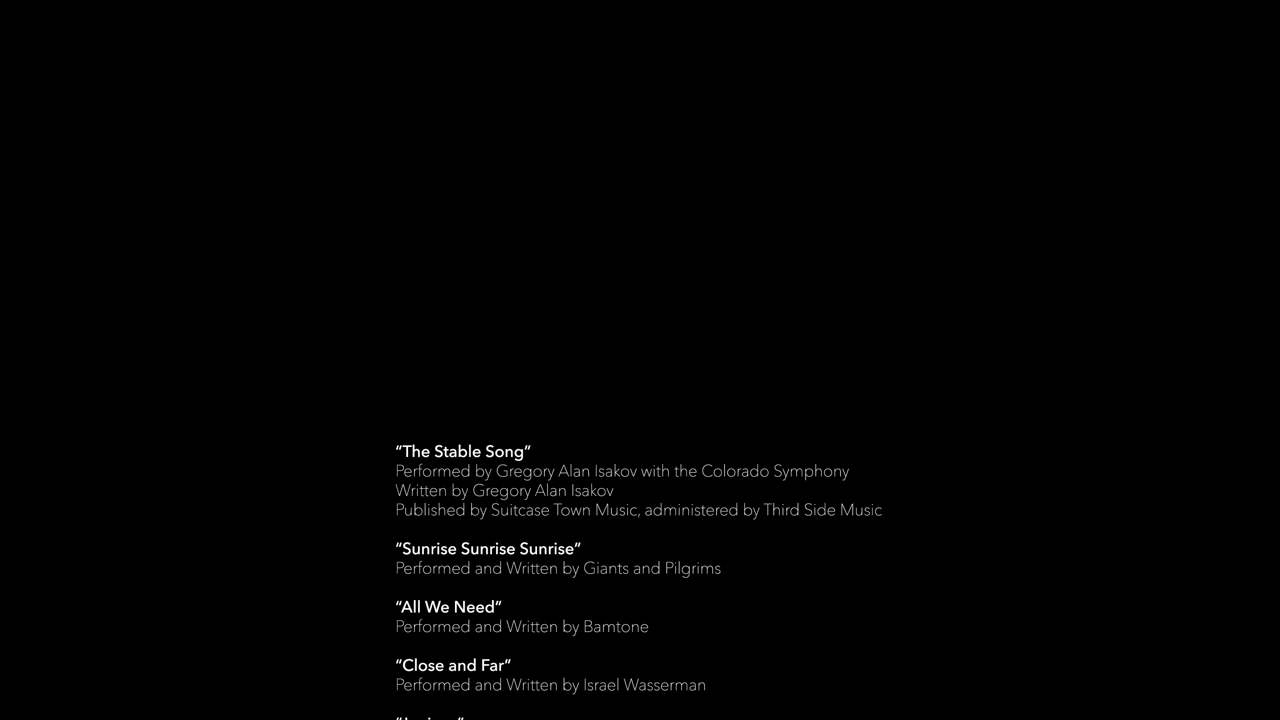 “The Stable Song”
Performed by Gregory Alan Isakov with the Colorado Symphony
Written by Gregory Alan Isakov
Published by Suitcase Town Music, administered by Third Side Music
“Sunrise Sunrise Sunrise”
Performed and Written by Giants and Pilgrims
“All We Need”
Performed and Written by Bamtone
“Close and Far”
Performed and Written by Israel Wasserman